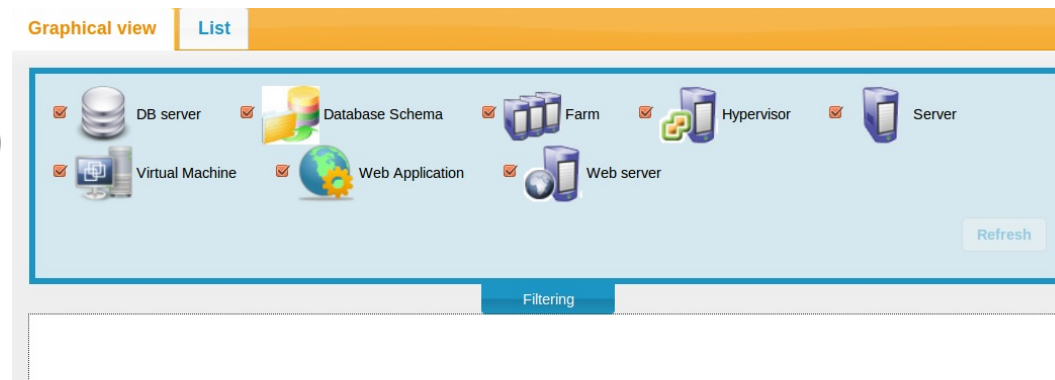 Graphical view List
DB server Database Schema Farm Hypervisor Server
Virtual Machine Web Application Web server
Refresh
Filtering